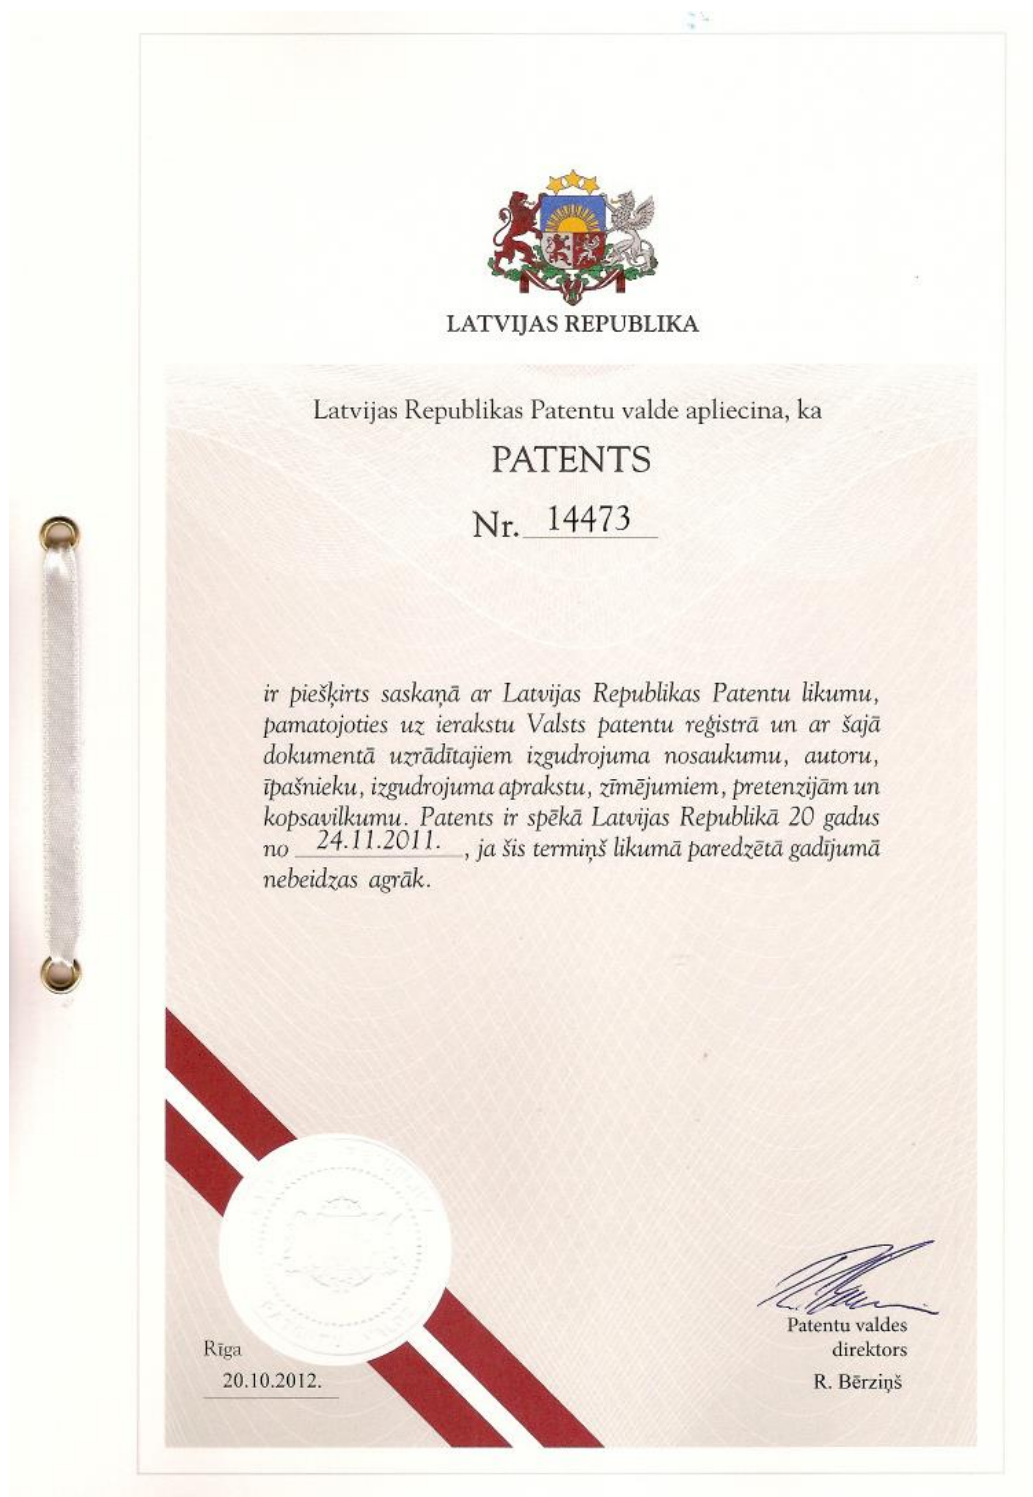 LATVIJAS REPUBLIKA
Latvijas Republikas Patentu valde apliecina, ka
PATENTS
Nr. 14473
ir piešķirts saskaņā ar Latvijas Republikas Patentu likumu,
pamatojoties uz ierakstu Valsts patentu reģistrā un ar šajā
dokumentā uzrādītajiem izgudrojuma nosaukumu, autoru,
īpašnieku, izgudrojuma aprakstu, zīmējumiem, pretenzijām un
kopsavilkumu. Patents ir spēkā Latvijas Republikā 20 gadus
no 24.11.2011. , ja šis termiņš likumā paredzētā gadījumā
nebeidzas agrāk.
Patentu valdes
direktors
R. Bērziņš
Rīga
20.10.2012.